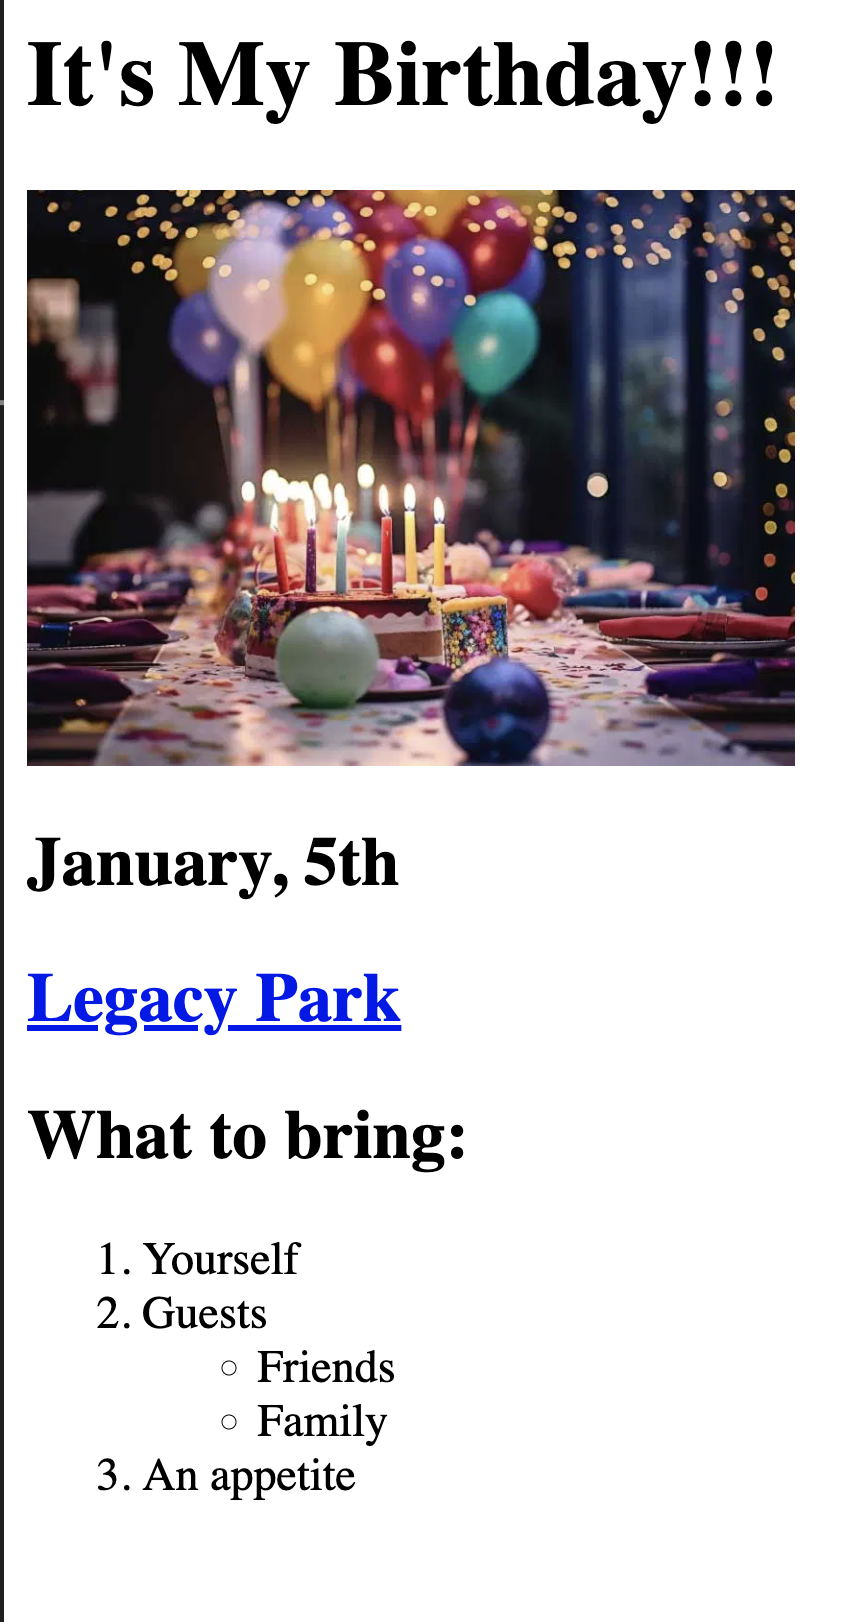 It's My Birthday!!!
January, 5th
Legacy Park
What to bring:
1. Yourself
2. Guests
○ Friends
○ Family
3. An appetite